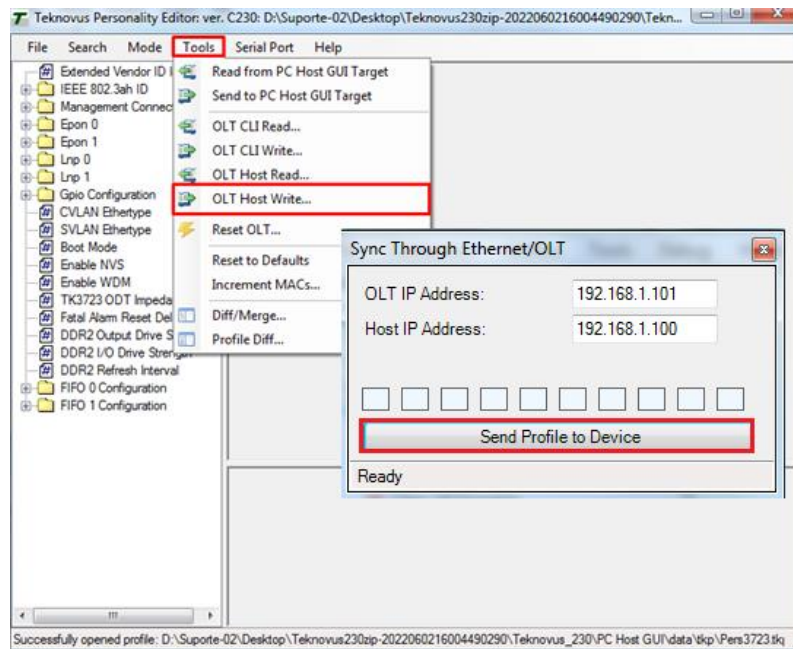 Teknovus Personality Editor: ver. C230: D:\Suporte-02\Desktop\Teknovus230zip-2022060216004490290\Tekn...
File Search Mode Tools Serial Port Help
Extended Vendor ID
IEEE 802.3ah ID
Management Connec
Epon 0
Epon 1
Lnp 0
Lnp 1
Gpio Configuration
CVLAN Ethertype
SVLAN Ethertype
Boot Mode
Enable NVS
Enable WDM
TK3723 ODT Impeda
Fatal Alarm Reset Del
DDR2 Output Drive S
DDR2 I/O Drive Strength
DDR2 Refresh Interval
FIFO 0 Configuration
FIFO 1 Configuration
Read from PC Host GUI Target
Send to PC Host GUI Target
OLT CLI Read...
OLT CLI Write...
OLT Host Read...
OLT Host Write...
Reset OLT...
Reset to Defaults
Increment MACs...
Diff/Merge...
Profile Diff...
Sync Through Ethernet/OLT
OLT IP Address: 192.168.1.101
Host IP Address: 192.168.1.100
Send Profile to Device
Ready
Successfully opened profile: D:\Suporte-02\Desktop\Teknovus230zip-2022060216004490290\Teknovus_230\PC Host GUI\data\tkp\Pers3723.tkq